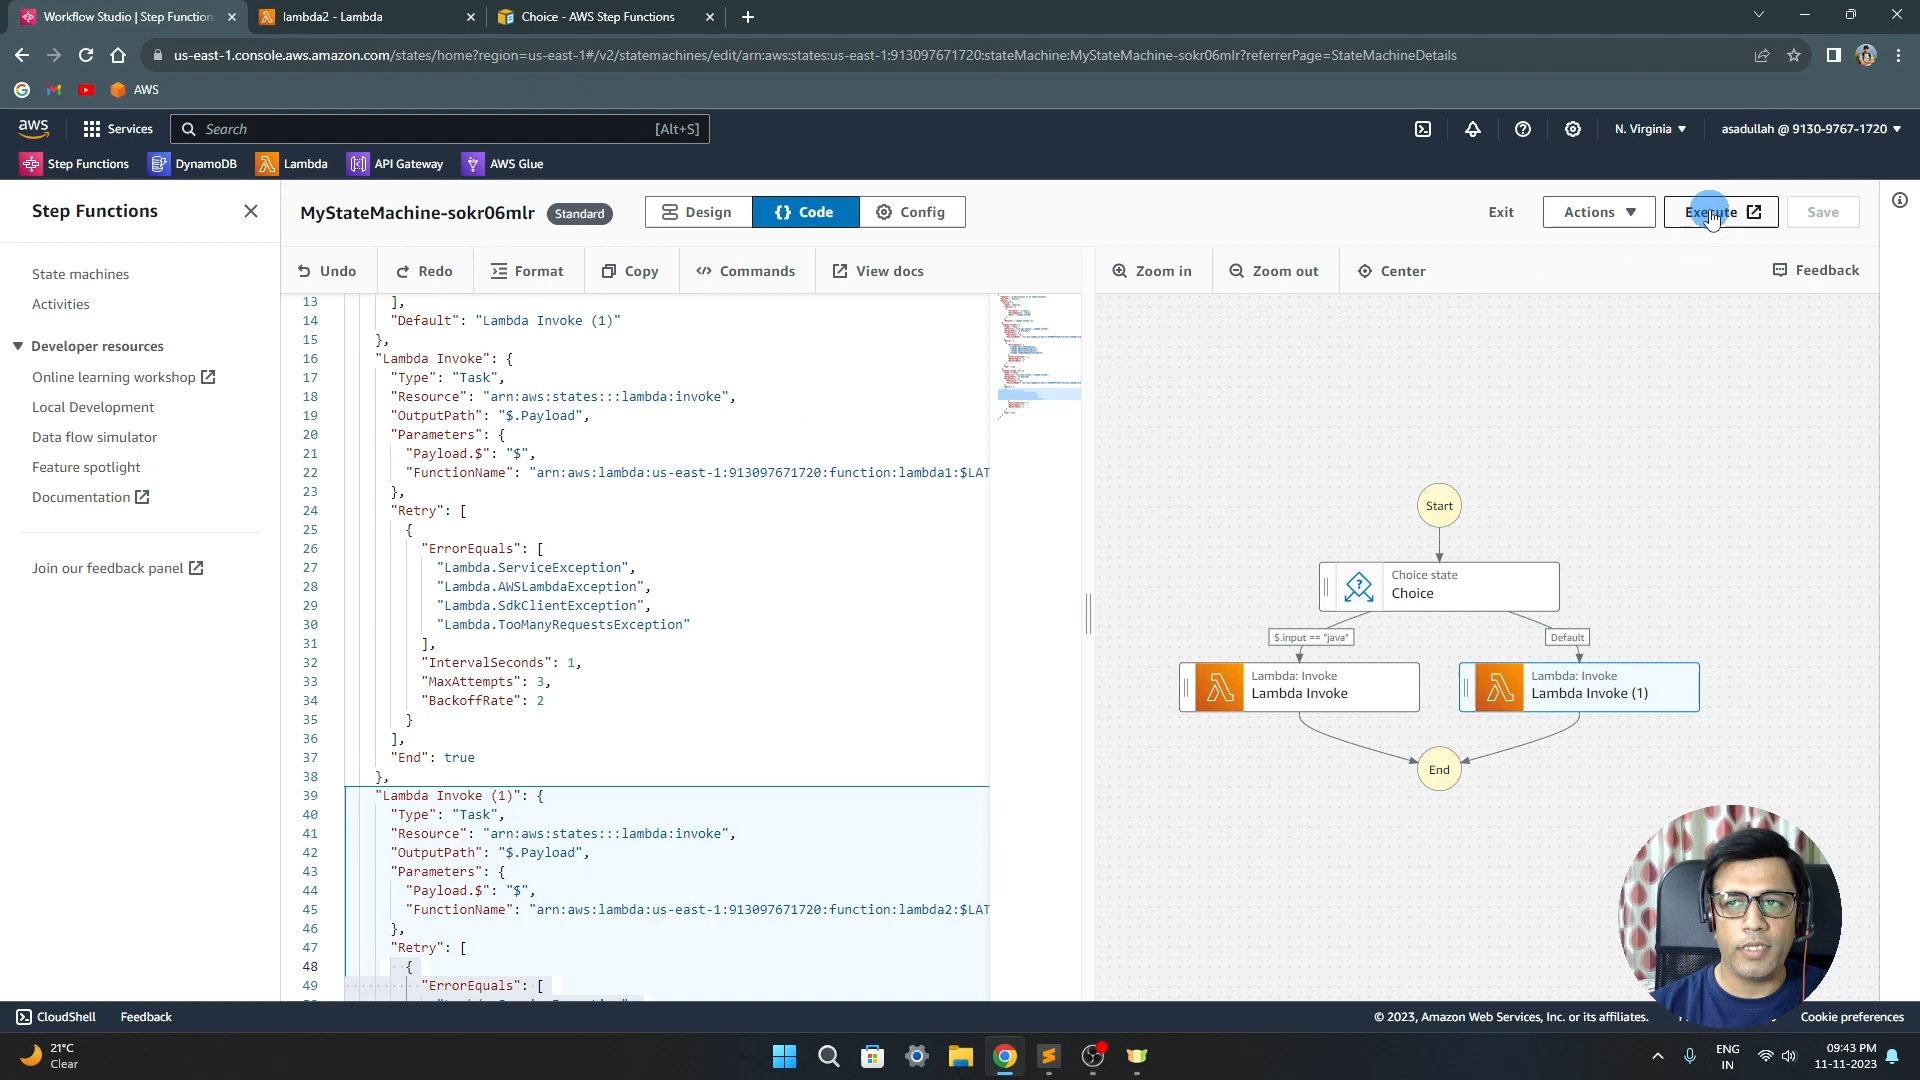 Workflow Studio | Step Function
lambda2 - Lambda
Choice - AWS Step Functions
us-east-1.console.aws.amazon.com/states/home?region=us-east-1#/v2/statemachines/edit/arn:aws:states:us-east-1:913097671720:stateMachine:MyStateMachine-sokr06mlr?referrerPage=StateMachineDetails
AWS
aws
Services
Search
[Alt+S]
N. Virginia
asadullah @ 9130-9767-1720
Step Functions
DynamoDB
Lambda
API Gateway
AWS Glue
Step Functions
State machines
Activities
Developer resources
Online learning workshop
Local Development
Data flow simulator
Feature spotlight
Documentation
Join our feedback panel
MyStateMachine-sokr06mlr
Standard
Design
{} Code
Config
Exit
Actions
Execute
Save
Undo
Redo
Format
Copy
Commands
View docs
Zoom in
Zoom out
Center
Feedback
13 ],
14 "Default": "Lambda Invoke (1)"
15 },
16 "Lambda Invoke": {
17 "Type": "Task",
18 "Resource": "arn:aws:states:::lambda:invoke",
19 "OutputPath": "$.Payload",
20 "Parameters": {
21 "Payload.$": "$",
22 "FunctionName": "arn:aws:lambda:us-east-1:913097671720:function:lambda1:$LAT
23 },
24 "Retry": [
25 {
26 "ErrorEquals": [
27 "Lambda.ServiceException",
28 "Lambda.AWSLambdaException",
29 "Lambda.SdkClientException",
30 "Lambda.TooManyRequestsException"
31 ],
32 "IntervalSeconds": 1,
33 "MaxAttempts": 3,
34 "BackoffRate": 2
35 }
36 ],
37 "End": true
38 },
39 "Lambda Invoke (1)": {
40 "Type": "Task",
41 "Resource": "arn:aws:states:::lambda:invoke",
42 "OutputPath": "$.Payload",
43 "Parameters": {
44 "Payload.$": "$",
45 "FunctionName": "arn:aws:lambda:us-east-1:913097671720:function:lambda2:$LAT
46 },
47 "Retry": [
48 {
49 "ErrorEquals": [
Start
Choice state
Choice
$.input == "java"
Default
Lambda: Invoke
Lambda Invoke
Lambda: Invoke
Lambda Invoke (1)
End
CloudShell
Feedback
© 2023, Amazon Web Services, Inc. or its affiliates.
Cookie preferences
21°C
Clear
ENG
IN
09:43 PM
11-11-2023